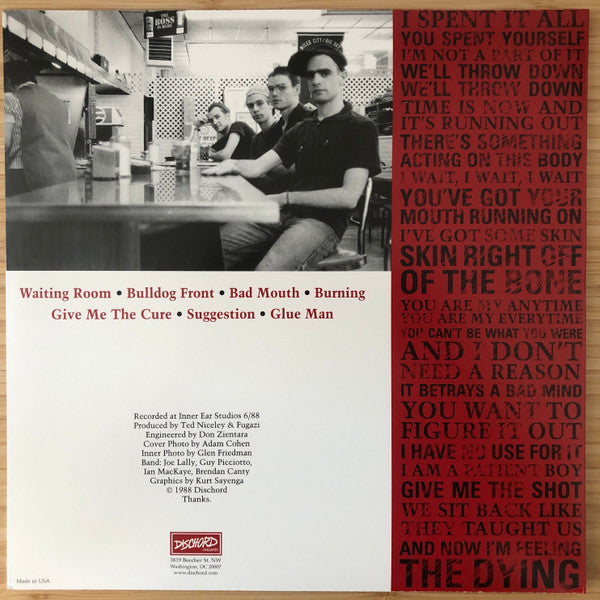 THE BOSS
Waiting Room • Bulldog Front • Bad Mouth • Burning
Give Me The Cure • Suggestion • Glue Man
Recorded at Inner Ear Studios 6/88
Produced by Ted Niceley & Fugazi
Engineered by Don Zientara
Cover Photo by Adam Cohen
Inner Photo by Glen Friedman
Band: Joe Lally, Guy Picciotto,
Ian MacKaye, Brendan Canty
Graphics by Kurt Sayenga
© 1988 Dischord
Thanks.
DISCHORD
RECORDS
3819 Beecher St. NW
Washington, DC 20007
www.dischord.com
Made in USA
I SPENT IT ALL
YOU SPENT YOURSELF
I'M NOT A PART OF IT
WE'LL THROW DOWN
WE'LL THROW DOWN
TIME IS NOW AND
IT'S RUNNING OUT
THERE'S SOMETHING
ACTING ON THIS BODY
I WAIT, I WAIT, I WAIT
YOU'VE GOT YOUR
MOUTH RUNNING ON
I'VE GOT SOME SKIN
SKIN RIGHT OFF
OF THE BONE
YOU ARE MY ANYTIME
YOU ARE MY EVERYTIME
YOU CAN'T BE WHAT YOU WERE
AND I DON'T
NEED A REASON
IT BETRAYS A BAD MIND
YOU WANT TO
FIGURE IT OUT
I HAVE NO USE FOR IT
I AM A PATIENT BOY
GIVE ME THE SHOT
WE SIT BACK LIKE
THEY TAUGHT US
AND NOW I'M FEELING
THE DYING